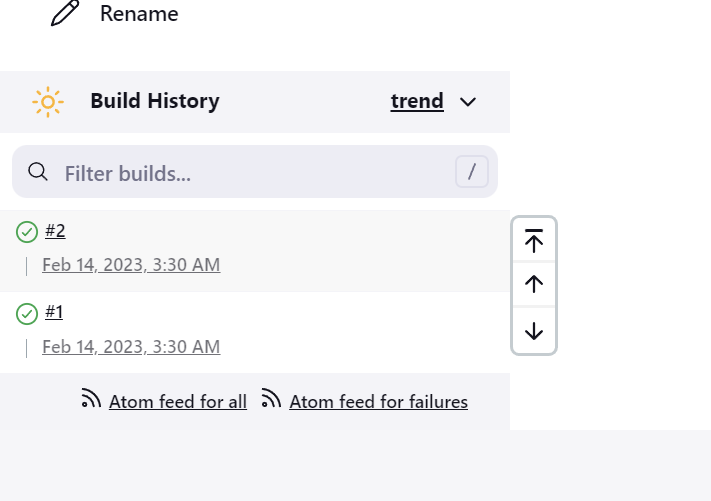 Rename
Build History trend
Filter builds... /
#2
Feb 14, 2023, 3:30 AM
#1
Feb 14, 2023, 3:30 AM
Atom feed for all Atom feed for failures